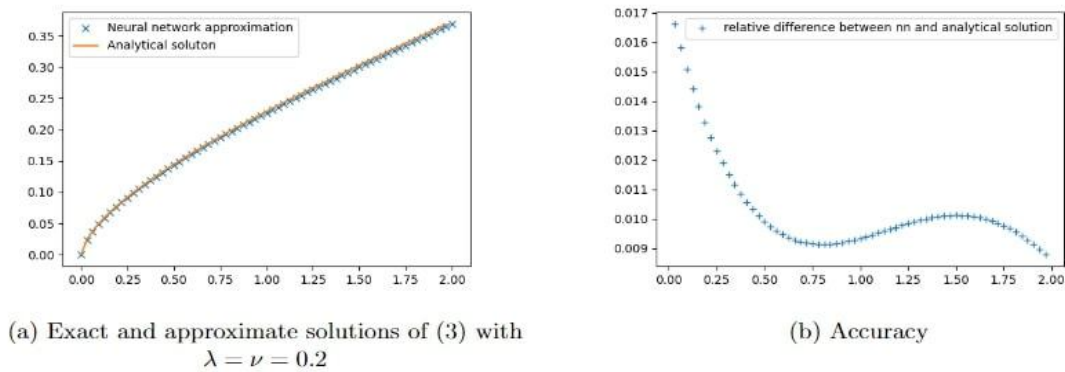 Neural network approximation
Analytical soluton
0.35
0.30
0.25
0.20
0.15
0.10
0.05
0.00
0.00 0.25 0.50 0.75 1.00 1.25 1.50 1.75 2.00
(a) Exact and approximate solutions of (3) with
λ = ν = 0.2
relative difference between nn and analytical solution
0.017
0.016
0.015
0.014
0.013
0.012
0.011
0.010
0.009
0.00 0.25 0.50 0.75 1.00 1.25 1.50 1.75 2.00
(b) Accuracy